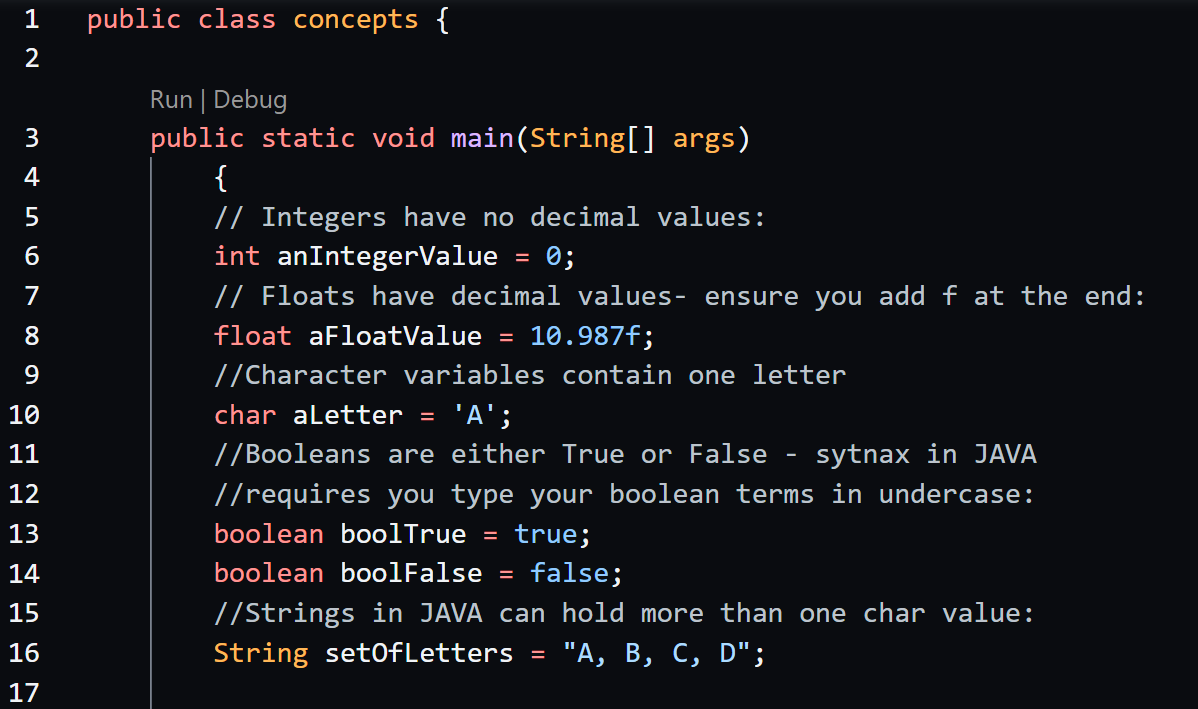 1 public class concepts {
2
Run | Debug
3 public static void main(String[] args)
4 {
5 // Integers have no decimal values:
6 int anIntegerValue = 0;
7 // Floats have decimal values- ensure you add f at the end:
8 float aFloatValue = 10.987f;
9 //Character variables contain one letter
10 char aLetter = 'A';
11 //Booleans are either True or False - sytnax in JAVA
12 //requires you type your boolean terms in undercase:
13 boolean boolTrue = true;
14 boolean boolFalse = false;
15 //Strings in JAVA can hold more than one char value:
16 String setOfLetters = "A, B, C, D";
17